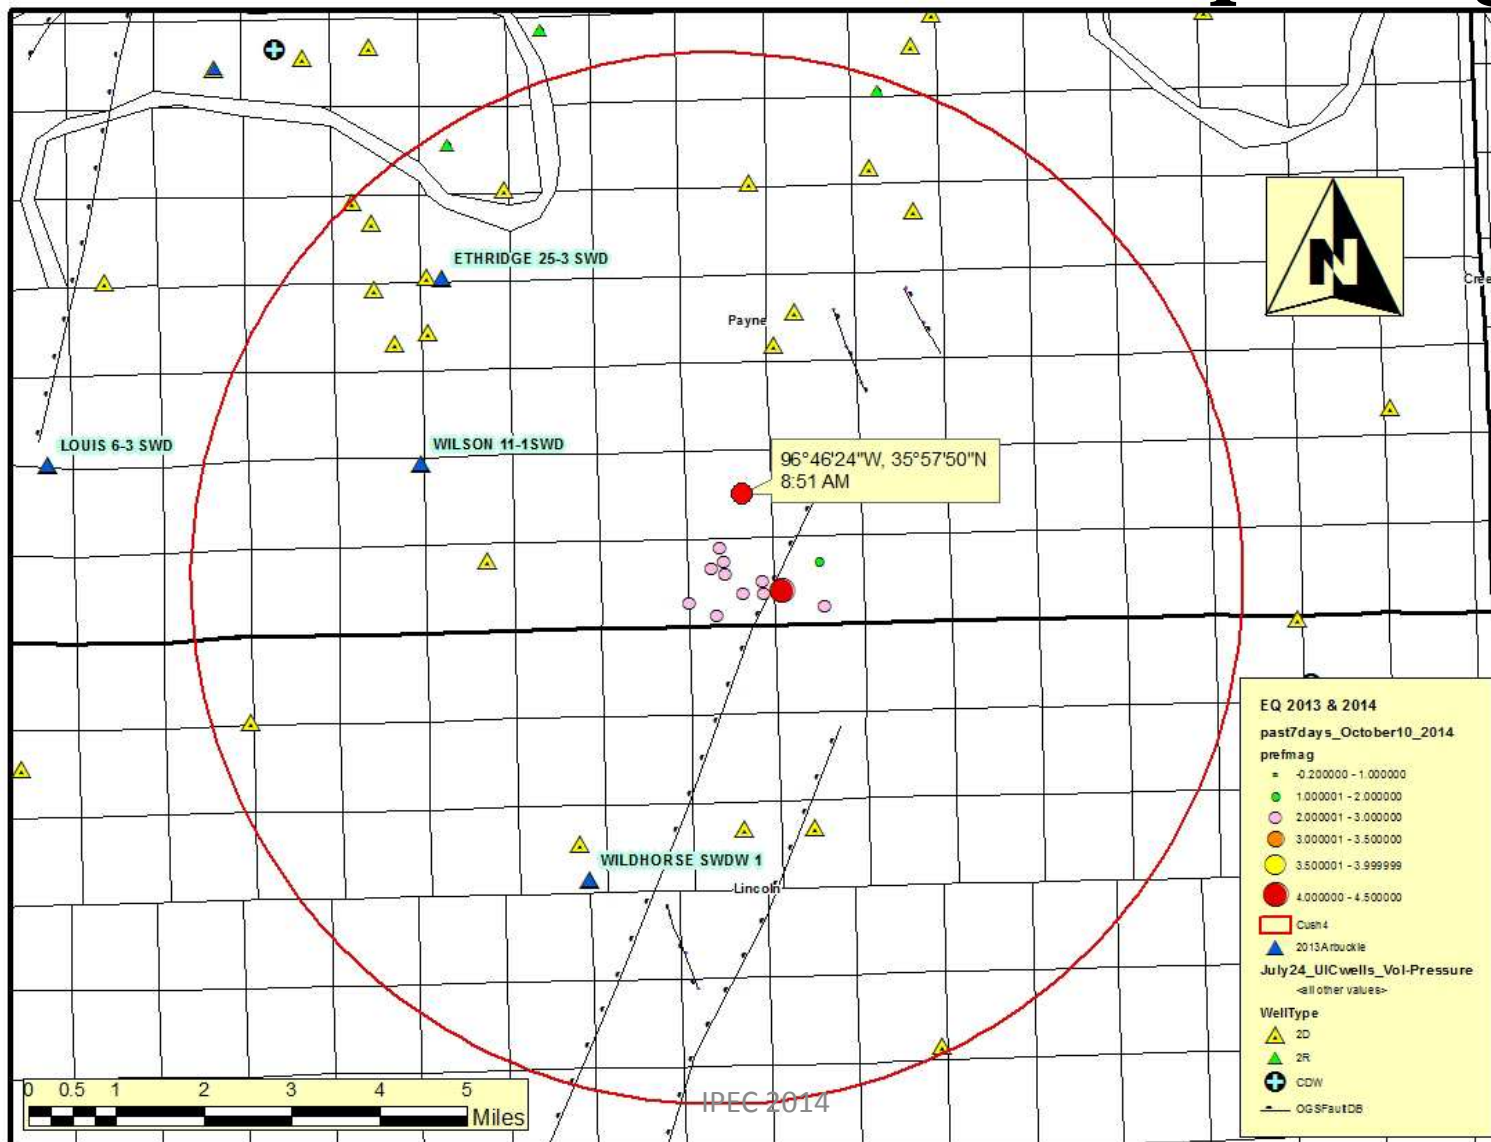 ETHRIDGE 25-3 SWD
Cree
Payne
LOUIS 6-3 SWD
WILSON 11-1SWD
96°46'24"W, 35°57'50"N
8:51 AM
WILDHORSE SWDW 1
Lincoln
N
EQ 2013 & 2014
past7days_October10_2014
prefmag
-0.200000 - 1.000000
1.000001 - 2.000000
2.000001 - 3.000000
3.000001 - 3.500000
3.500001 - 3.999999
4.000000 - 4.500000
Cush4
2013Arbuckle
July24_UICwells_Vol-Pressure
<all other values>
WellType
2D
2R
CDW
OGSFaultDB
0 0.5 1 2 3 4 5
Miles
IPEC 2014